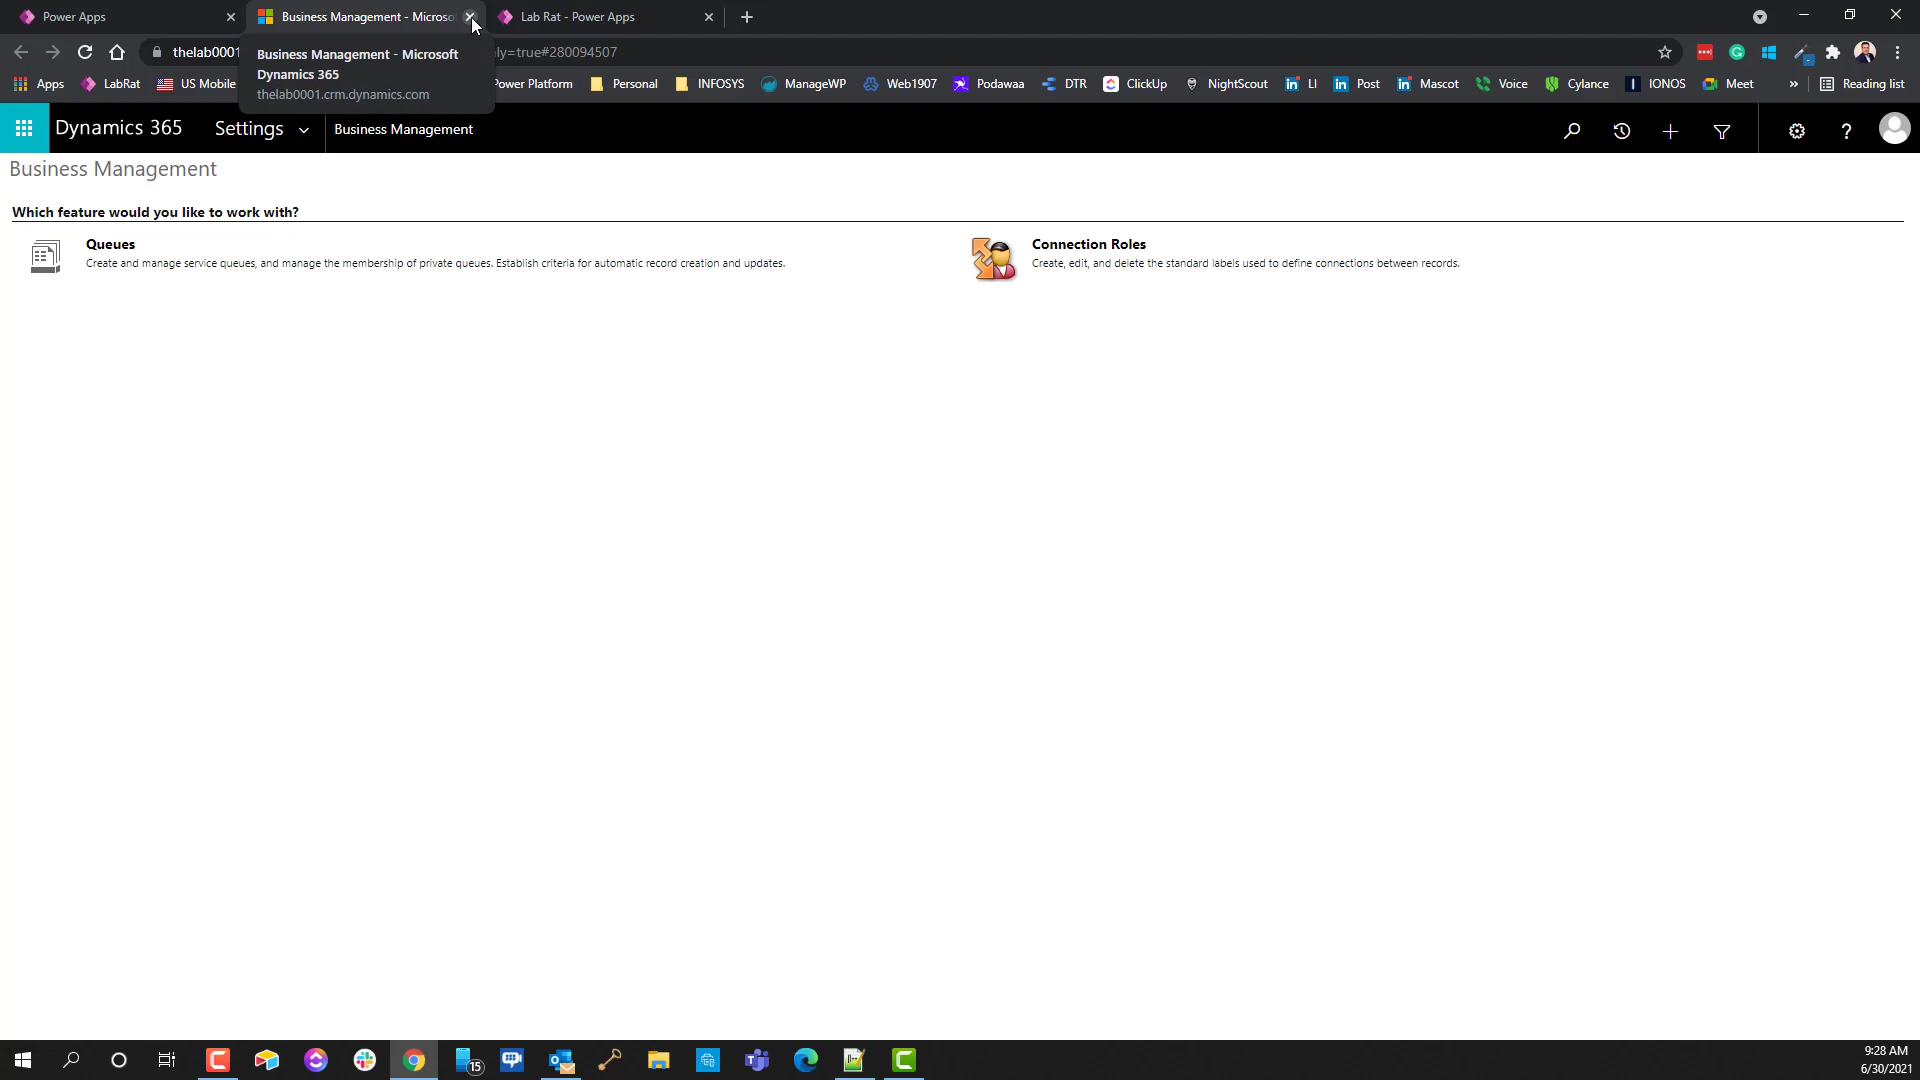 Power Apps
Business Management - Microso
Lab Rat - Power Apps
thelab0001
ly=true#280094507
Business Management - Microsoft
Dynamics 365
thelab0001.crm.dynamics.com
Apps
LabRat
US Mobile
Power Platform
Personal
INFOSYS
ManageWP
Web1907
Podawaa
DTR
ClickUp
NightScout
LI
Post
Mascot
Voice
Cylance
IONOS
Meet
»
Reading list
Dynamics 365
Settings
Business Management
Business Management
Which feature would you like to work with?
Queues
Create and manage service queues, and manage the membership of private queues. Establish criteria for automatic record creation and updates.
Connection Roles
Create, edit, and delete the standard labels used to define connections between records.
15
9:28 AM
6/30/2021